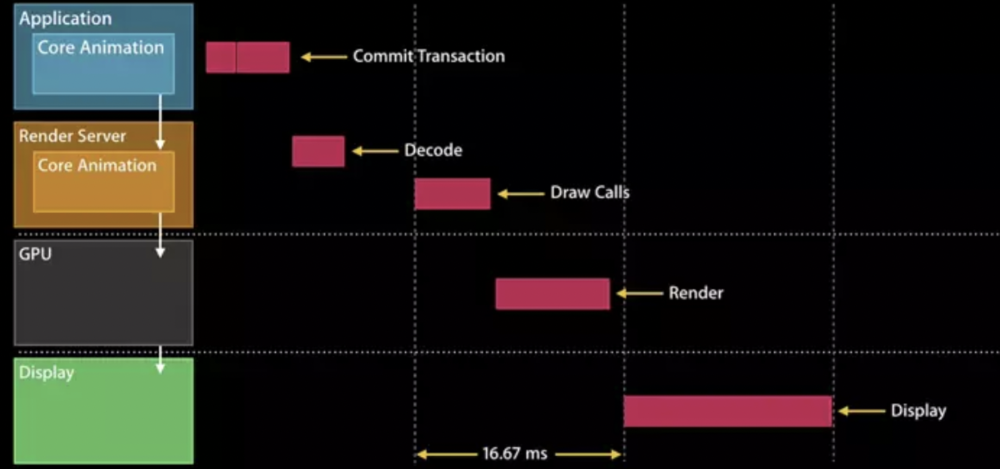 Application
Core Animation
Commit Transaction
Render Server
Core Animation
Decode
Draw Calls
GPU
Render
Display
Display
16.67 ms